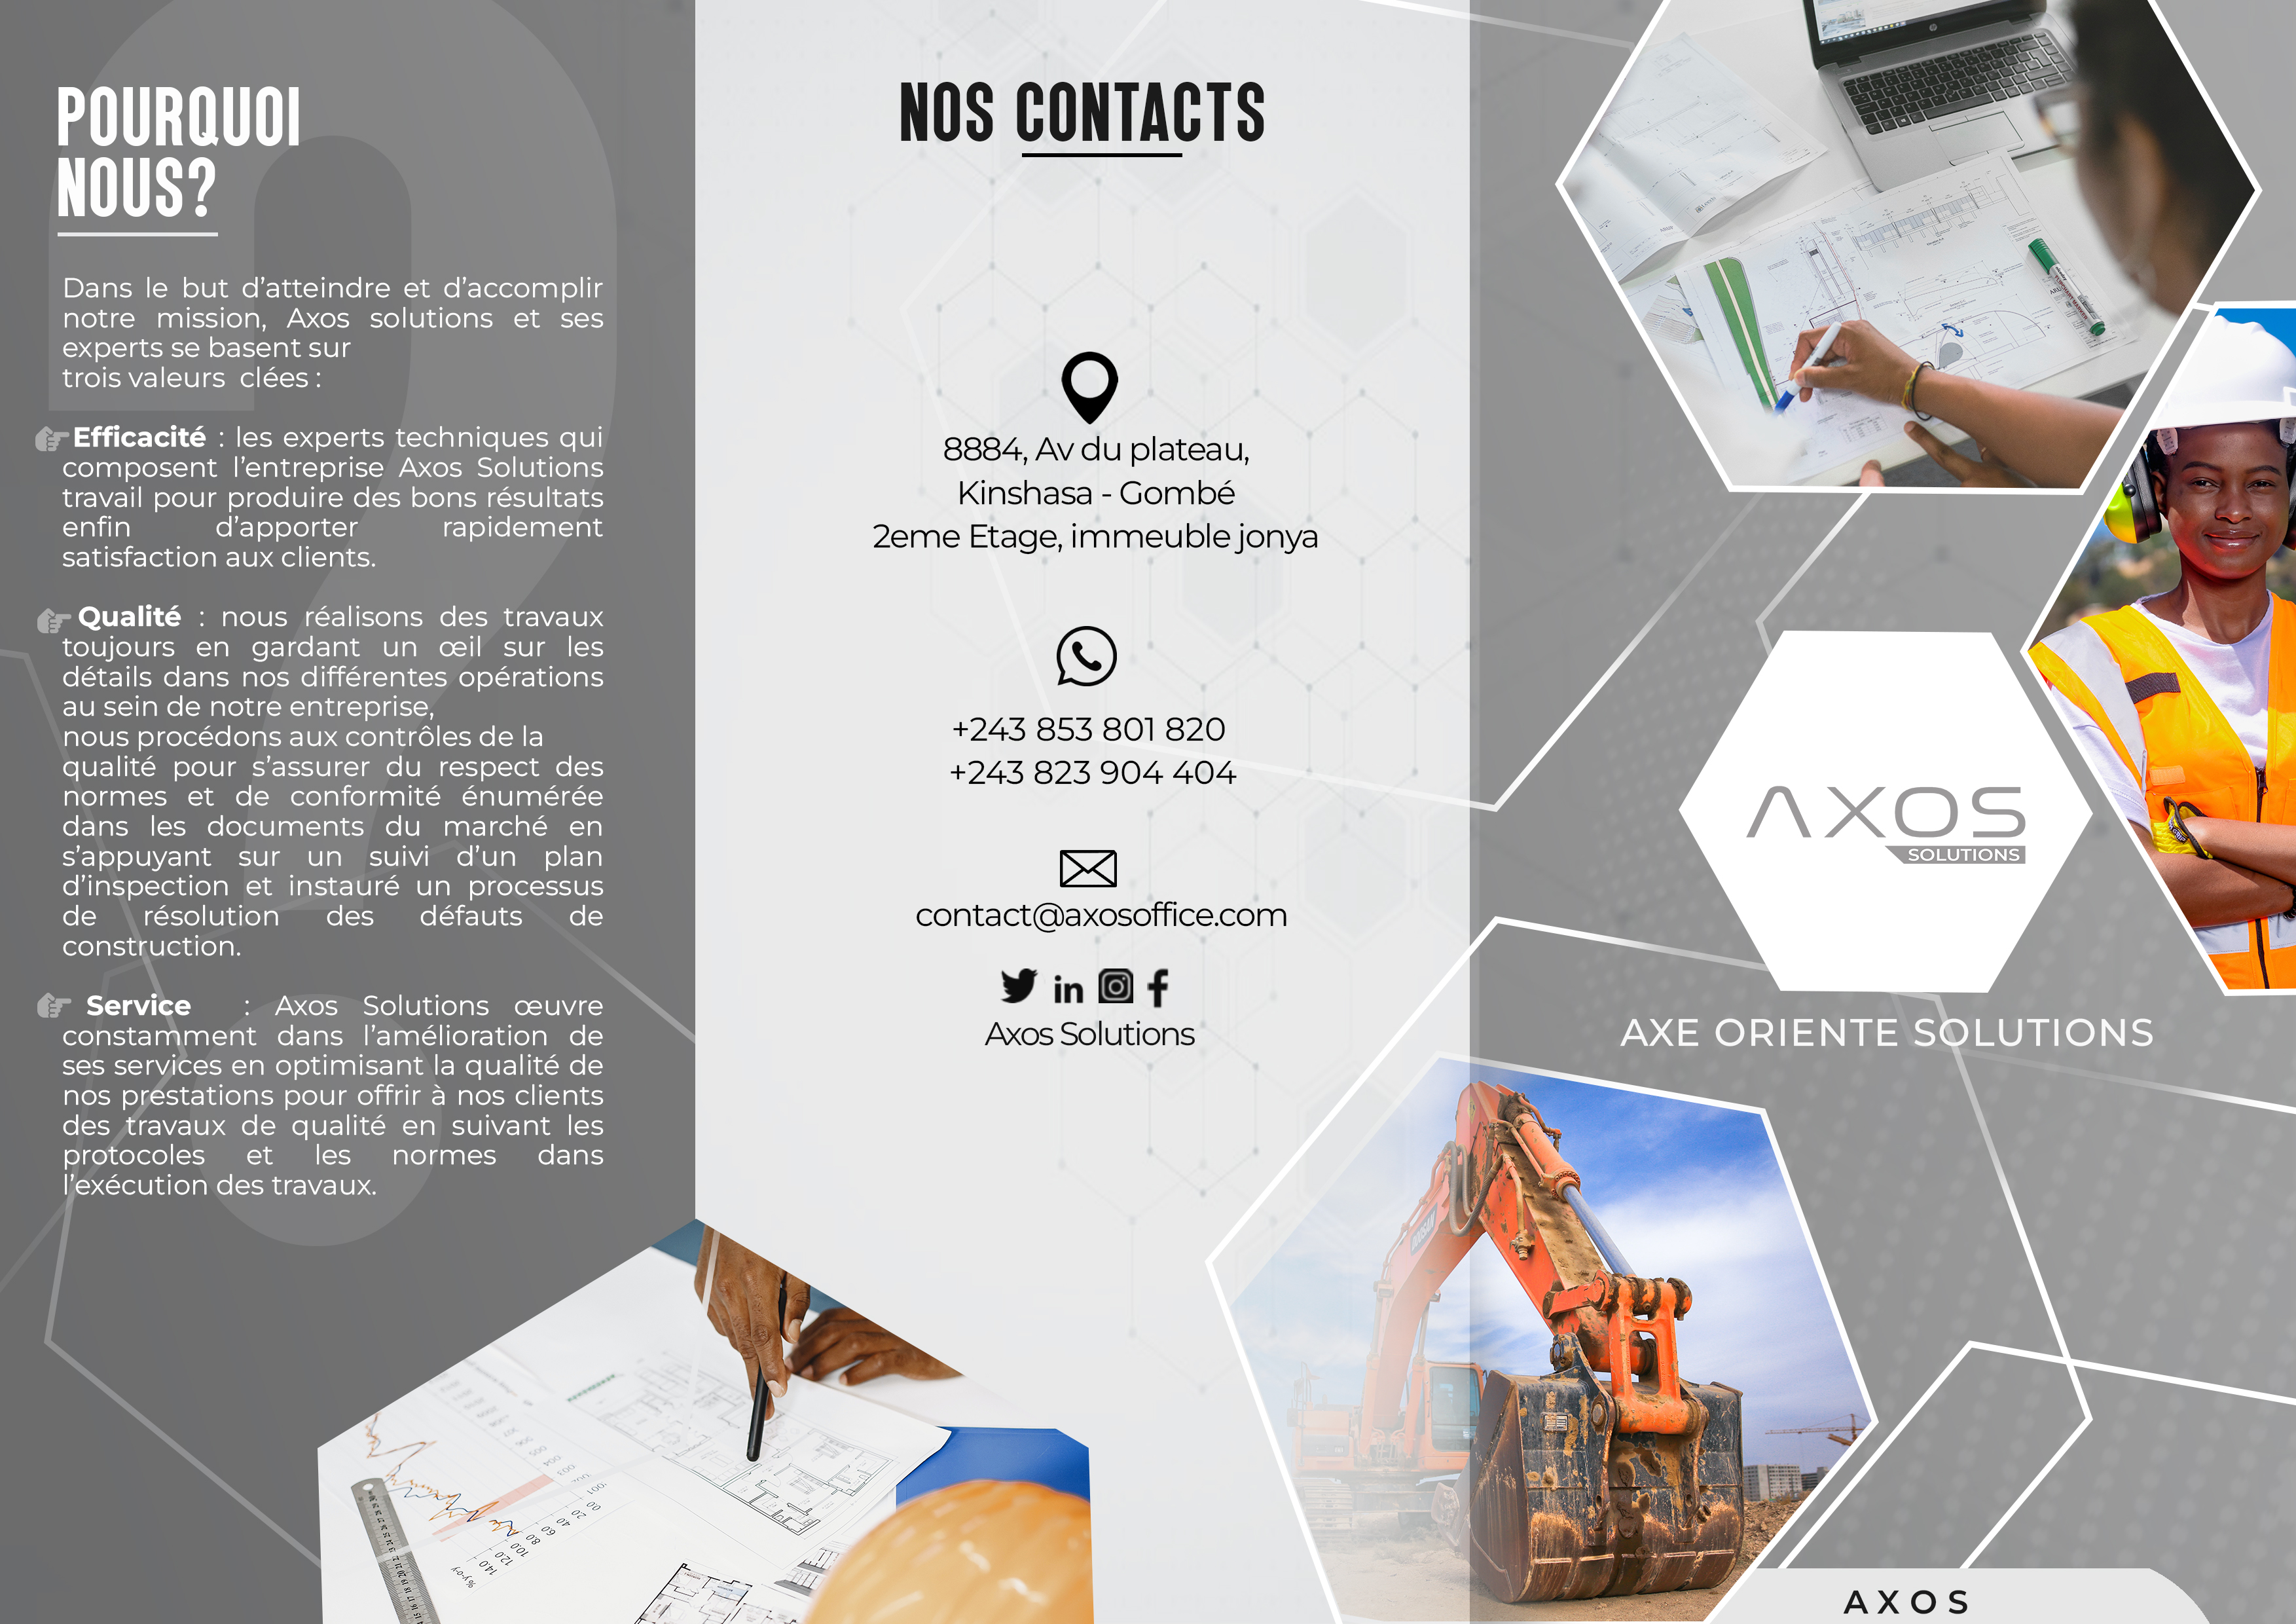 POURQUOI
NOUS?
Dans le but d’atteindre et d’accomplir
notre mission, Axos solutions et ses
experts se basent sur
trois valeurs clées :
Efficacité : les experts techniques qui
composent l’entreprise Axos Solutions
travail pour produire des bons résultats
enfin d’apporter rapidement
satisfaction aux clients.
Qualité : nous réalisons des travaux
toujours en gardant un œil sur les
détails dans nos différentes opérations
au sein de notre entreprise,
nous procédons aux contrôles de la
qualité pour s’assurer du respect des
normes et de conformité énumérée
dans les documents du marché en
s’appuyant sur un suivi d’un plan
d’inspection et instauré un processus
de résolution des défauts de
construction.
Service : Axos Solutions œuvre
constamment dans l’amélioration de
ses services en optimisant la qualité de
nos prestations pour offrir à nos clients
des travaux de qualité en suivant les
protocoles et les normes dans
l’exécution des travaux.
NOS CONTACTS
8884, Av du plateau,
Kinshasa - Gombé
2eme Etage, immeuble jonya
+243 853 801 820
+243 823 904 404
contact@axosoffice.com
Axos Solutions
AXOS
SOLUTIONS
AXE ORIENTE SOLUTIONS
AXOS